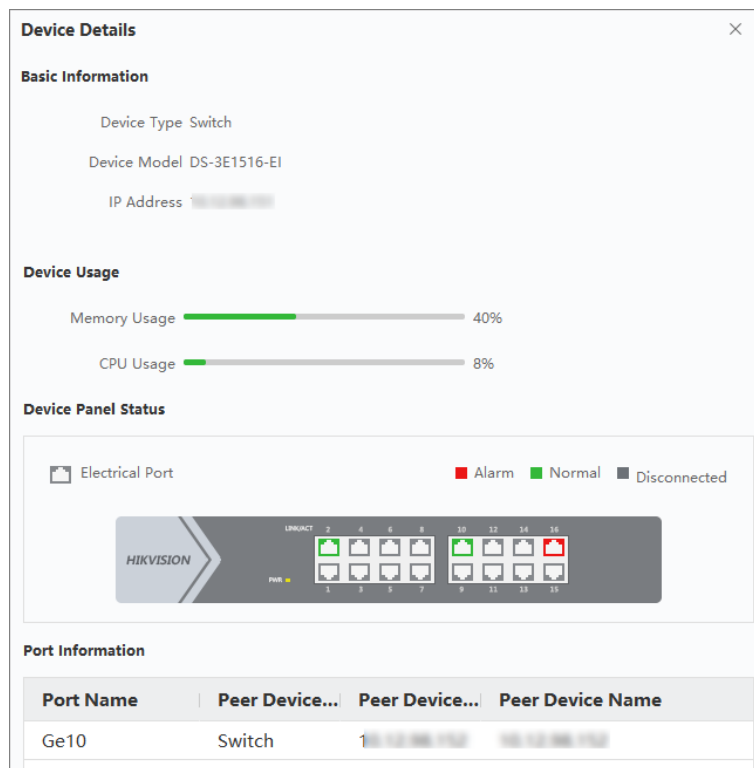 Device Details
Basic Information
Device Type Switch
Device Model DS-3E1516-EI
IP Address
Device Usage
Memory Usage 40%
CPU Usage 8%
Device Panel Status
Electrical Port Alarm Normal Disconnected
LINK/ACT 2 4 6 8 10 12 14 16
HIKVISION
PWR
1 3 5 7 9 11 13 15
Port Information
Port Name Peer Device... Peer Device... Peer Device Name
Ge10 Switch